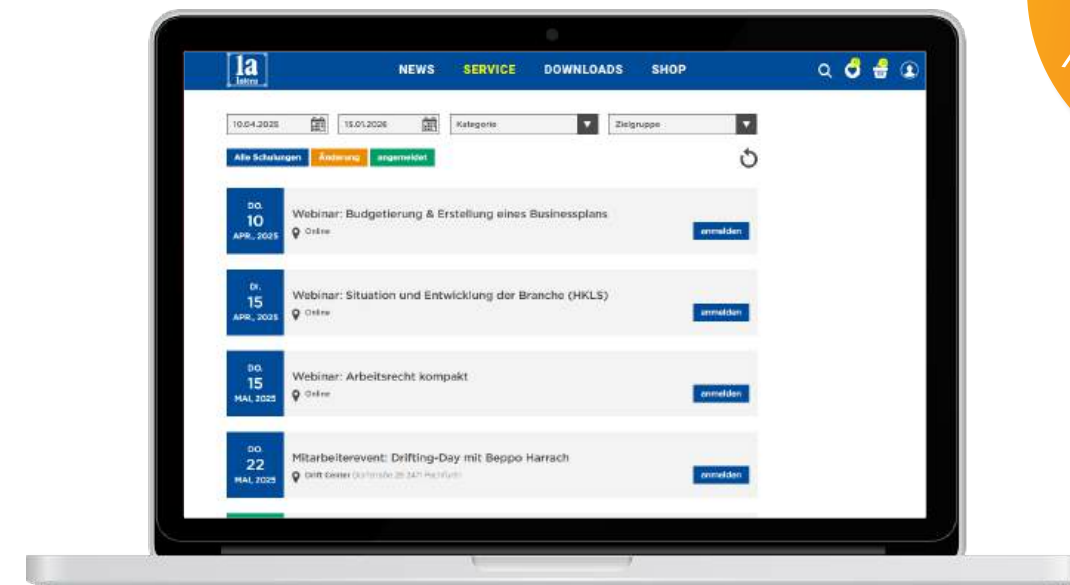 1a
Intern
NEWS SERVICE DOWNLOADS SHOP
10.04.2025 15.01.2026 Kategorie Zielgruppe
Alle Schulungen Änderung angemeldet
DO.
10
APR., 2025
Webinar: Budgetierung & Erstellung eines Businessplans
Online
anmelden
DI.
15
APR., 2025
Webinar: Situation und Entwicklung der Branche (HKLS)
Online
anmelden
DO.
15
MAI, 2025
Webinar: Arbeitsrecht kompakt
Online
anmelden
DO.
22
MAI, 2025
Mitarbeiterevent: Drifting-Day mit Beppo Harrach
Drift Center
anmelden